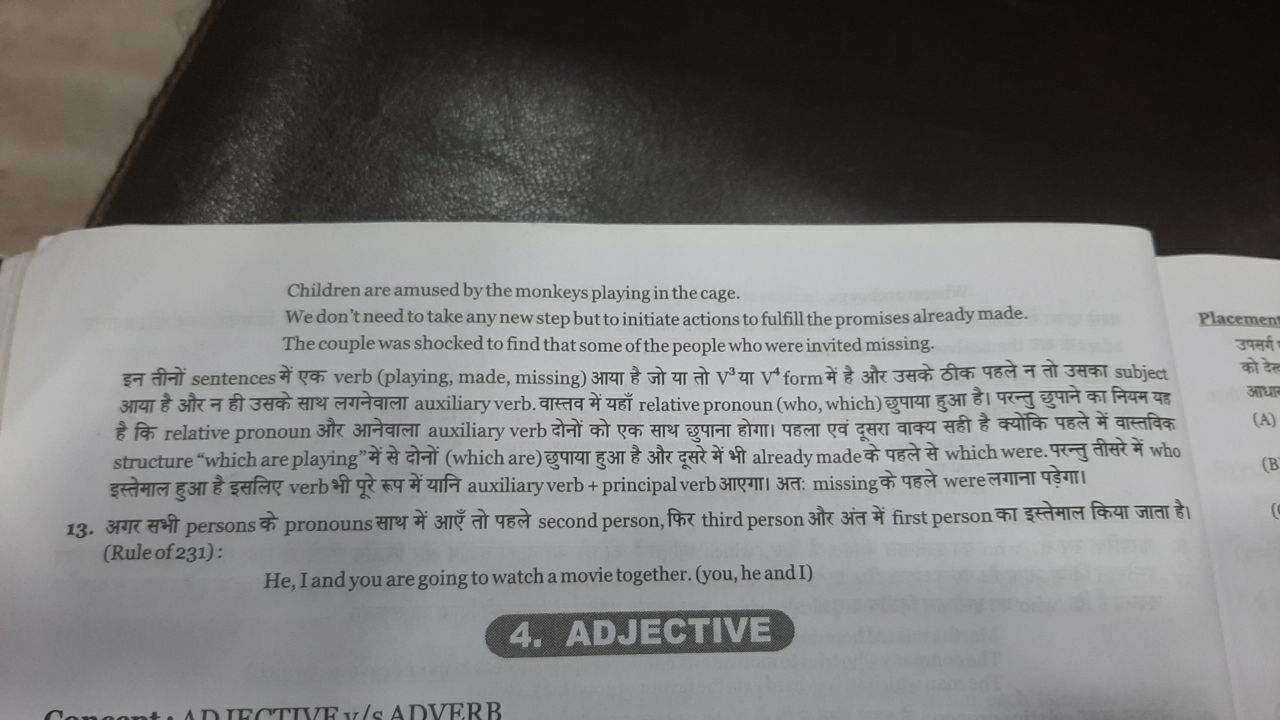 Children are amused by the monkeys playing in the cage.
We don't need to take any new step but to initiate actions to fulfill the promises already made.
The couple was shocked to find that some of the people who were invited missing.
इन तीनों sentences में एक verb (playing, made, missing) आया है जो या तो V³ या V⁴ form में है और उसके ठीक पहले न तो उसका subject
आया है और न ही उसके साथ लगनेवाला auxiliary verb. वास्तव में यहाँ relative pronoun (who, which) छुपाया हुआ है। परन्तु छुपाने का नियम यह
है कि relative pronoun और आनेवाला auxiliary verb दोनों को एक साथ छुपाना होगा। पहला एवं दूसरा वाक्य सही है क्योंकि पहले में वास्तविक
structure "which are playing" में से दोनों (which are) छुपाया हुआ है और दूसरे में भी already made के पहले से which were. परन्तु तीसरे में who
इस्तेमाल हुआ है इसलिए verb भी पूरे रूप में यानि auxiliary verb + principal verb आएगा। अतः missing के पहले were लगाना पड़ेगा।
13. अगर सभी persons के pronouns साथ में आएँ तो पहले second person, फिर third person और अंत में first person का इस्तेमाल किया जाता है।
(Rule of 231) :
He, I and you are going to watch a movie together. (you, he and I)
4. ADJECTIVE
Concept : ADJECTIVE v/s ADVERB
Placement
उपसर्ग
को
(A)
(B